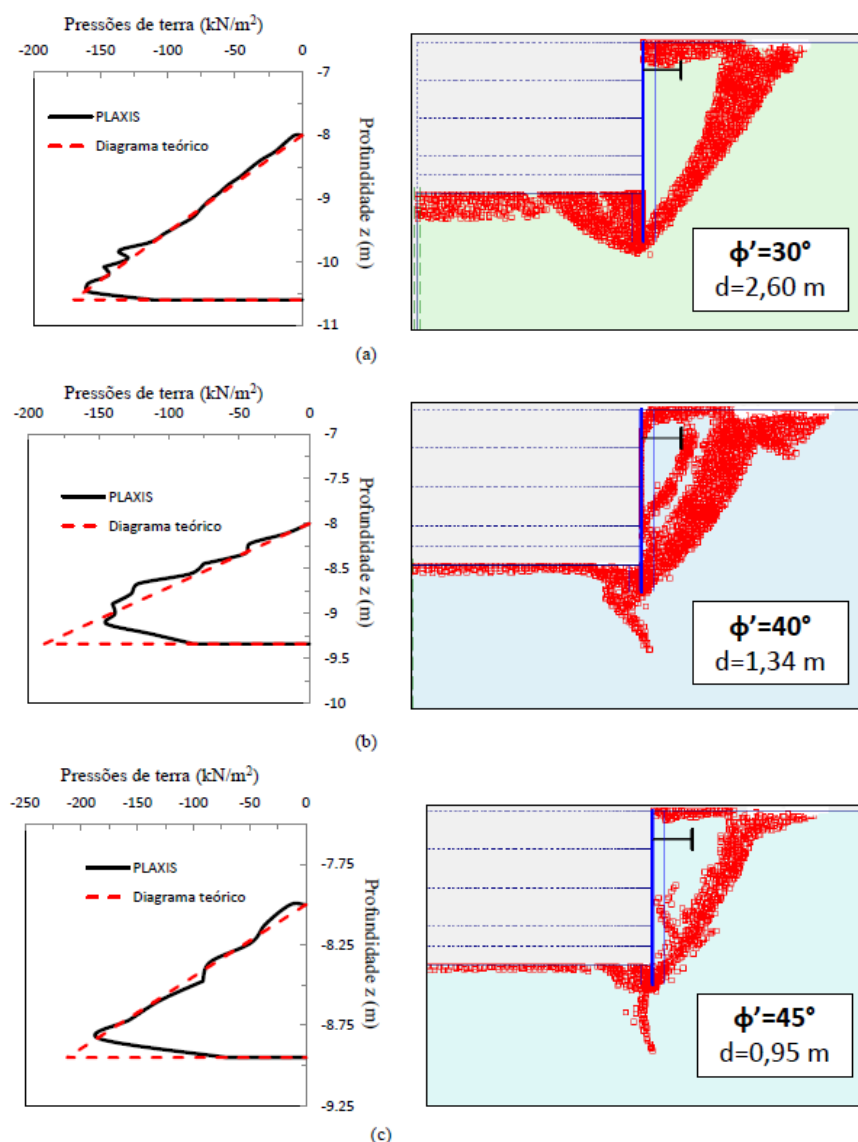 Pressões de terra (kN/m²)
-200 -150 -100 -50 0
-7
-8
-9
-10
-11
Profundidade z (m)
PLAXIS
Diagrama teórico
ϕ'=30°
d=2,60 m
(a)
Pressões de terra (kN/m²)
-200 -150 -100 -50 0
-7
-7.5
-8
-8.5
-9
-9.5
-10
Profundidade z (m)
PLAXIS
Diagrama teórico
ϕ'=40°
d=1,34 m
(b)
Pressões de terra (kN/m²)
-250 -200 -150 -100 -50 0
-7.75
-8.25
-8.75
-9.25
Profundidade z (m)
PLAXIS
Diagrama teórico
ϕ'=45°
d=0,95 m
(c)